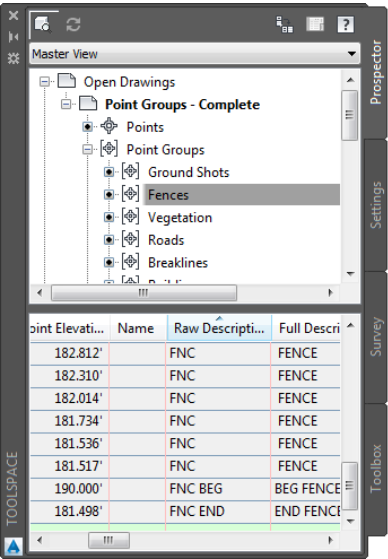 Master View
Open Drawings
Point Groups - Complete
Points
Point Groups
Ground Shots
Fences
Vegetation
Roads
Breaklines
oint Elevati... Name Raw Descripti... Full Descri
182.812' FNC FENCE
182.310' FNC FENCE
182.014' FNC FENCE
181.734' FNC FENCE
181.536' FNC FENCE
181.517' FNC FENCE
190.000' FNC BEG BEG FENCE
181.498' FNC END END FENCE
Prospector
Settings
Survey
Toolbox
TOOLSPACE